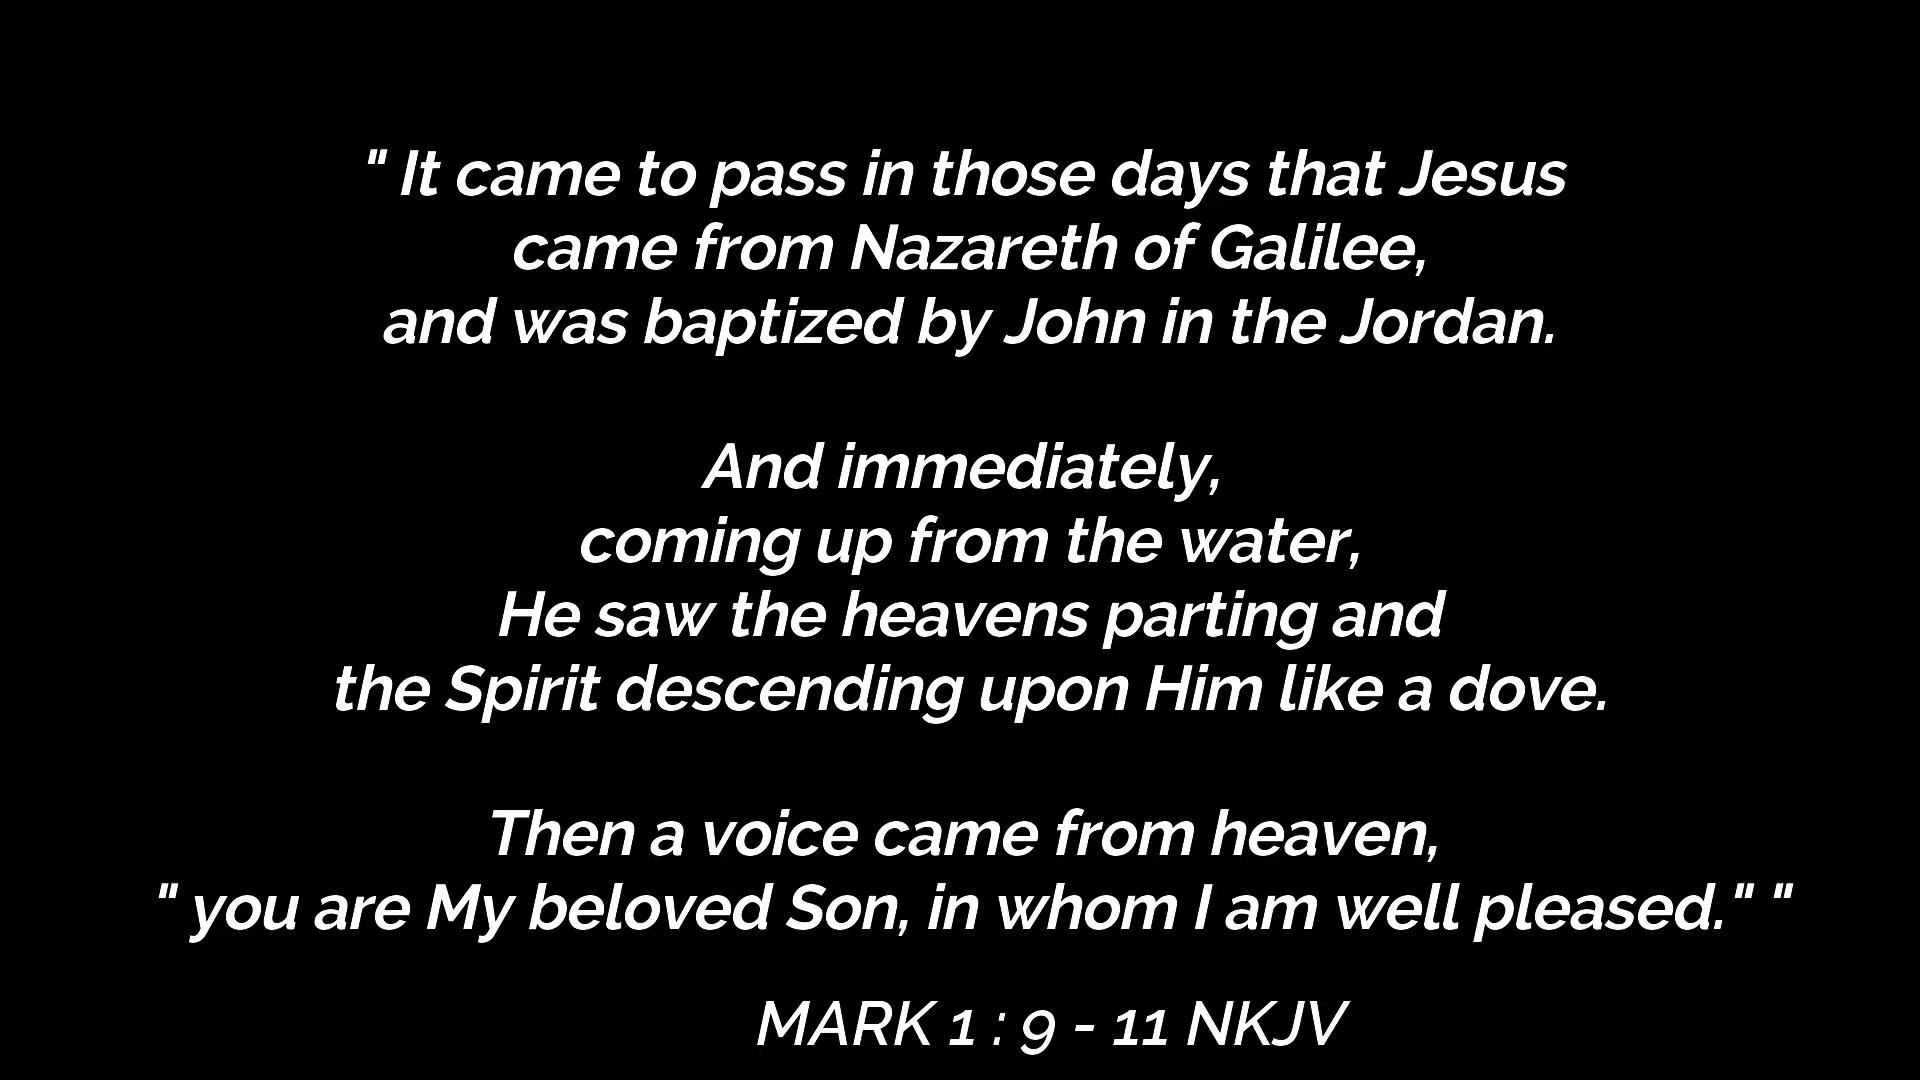 " It came to pass in those days that Jesus
came from Nazareth of Galilee,
and was baptized by John in the Jordan.
And immediately,
coming up from the water,
He saw the heavens parting and
the Spirit descending upon Him like a dove.
Then a voice came from heaven,
" you are My beloved Son, in whom I am well pleased." "
MARK 1 : 9 - 11 NKJV